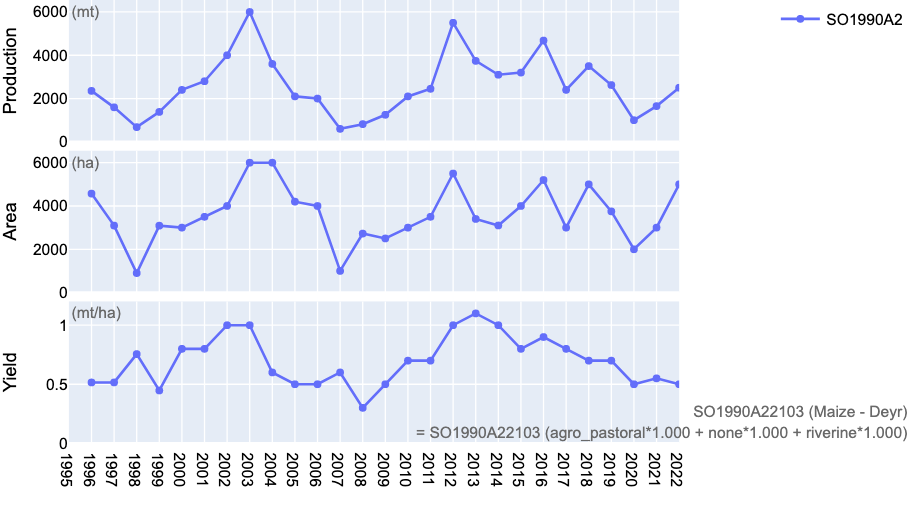 6000 (mt)
4000
2000
0
Production
SO1990A2
6000 (ha)
4000
2000
0
Area
(mt/ha)
1
0.5
0
Yield
SO1990A22103 (Maize - Deyr)
= SO1990A22103 (agro_pastoral*1.000 + none*1.000 + riverine*1.000)
1995 1996 1997 1998 1999 2000 2001 2002 2003 2004 2005 2006 2007 2008 2009 2010 2011 2012 2013 2014 2015 2016 2017 2018 2019 2020 2021 2022